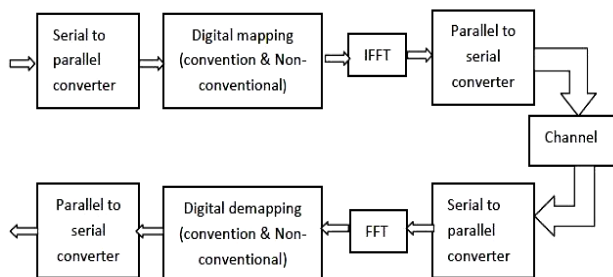 Serial to
parallel
converter
Digital mapping
(convention & Non-
conventional)
IFFT
Parallel to
serial
converter
Channel
Parallel to
serial
converter
Digital demapping
(convention & Non-
conventional)
FFT
Serial to
parallel
converter